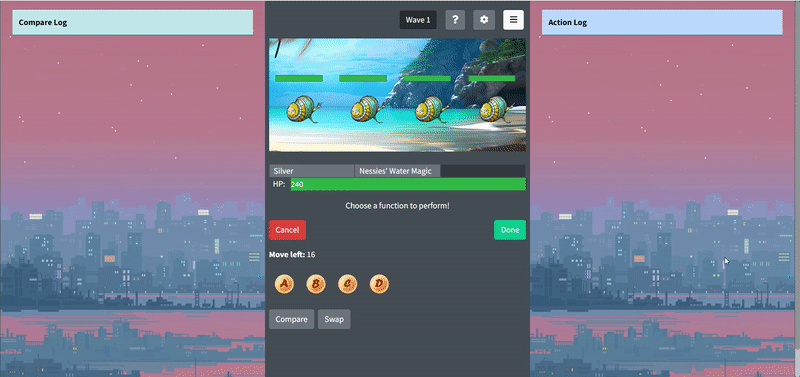 Compare Log
Wave 1
?
Action Log
Silver
Nessies' Water Magic
HP: 240
Choose a function to perform!
Cancel
Done
Move left: 16
A B C D
Compare
Swap